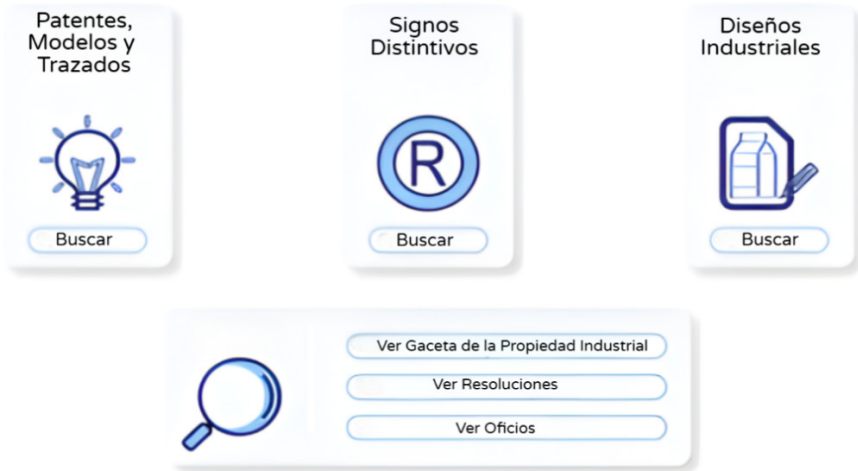 Patentes,
Modelos y
Trazados
Buscar
Signos
Distintivos
R
Buscar
Diseños
Industriales
Buscar
Ver Gaceta de la Propiedad Industrial
Ver Resoluciones
Ver Oficios